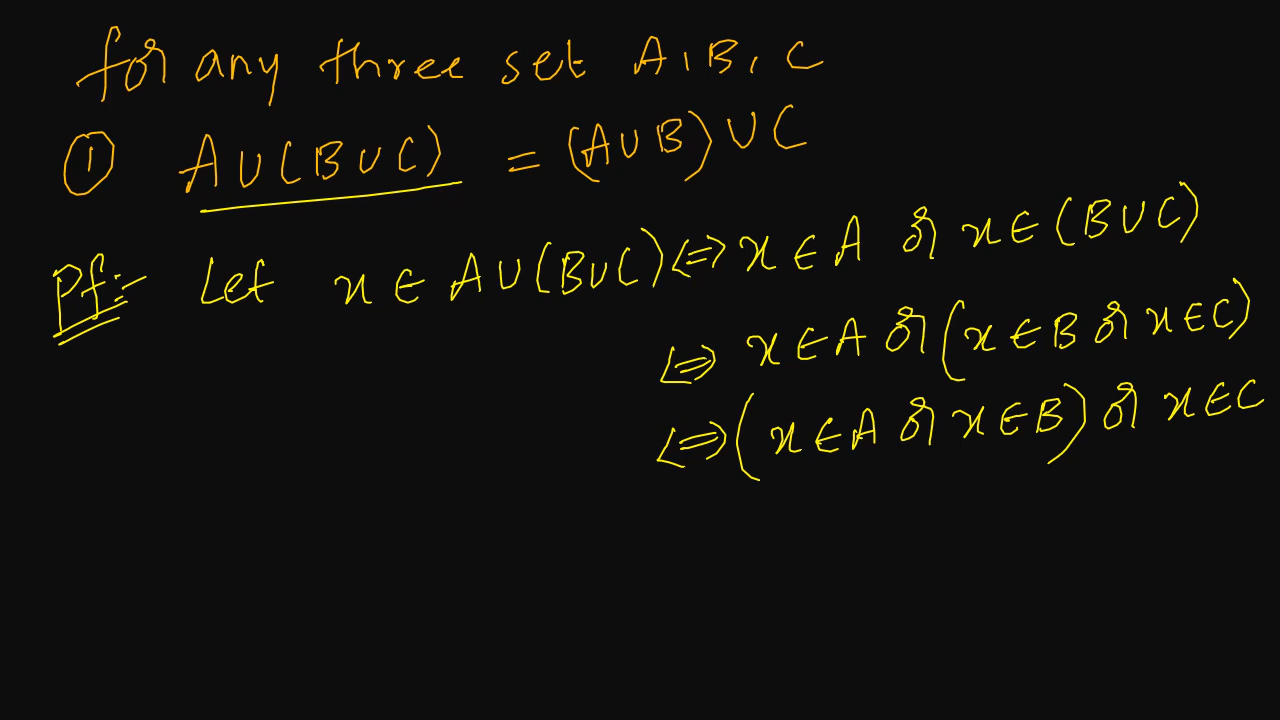 for any three set A, B, C
① A∪(B∪C) = (A∪B)∪C
Pf:- Let x∈A∪(B∪C) ⇔ x∈A or x∈(B∪C)
⇔ x∈A or (x∈B or x∈C)
⇔ (x∈A or x∈B) or x∈C